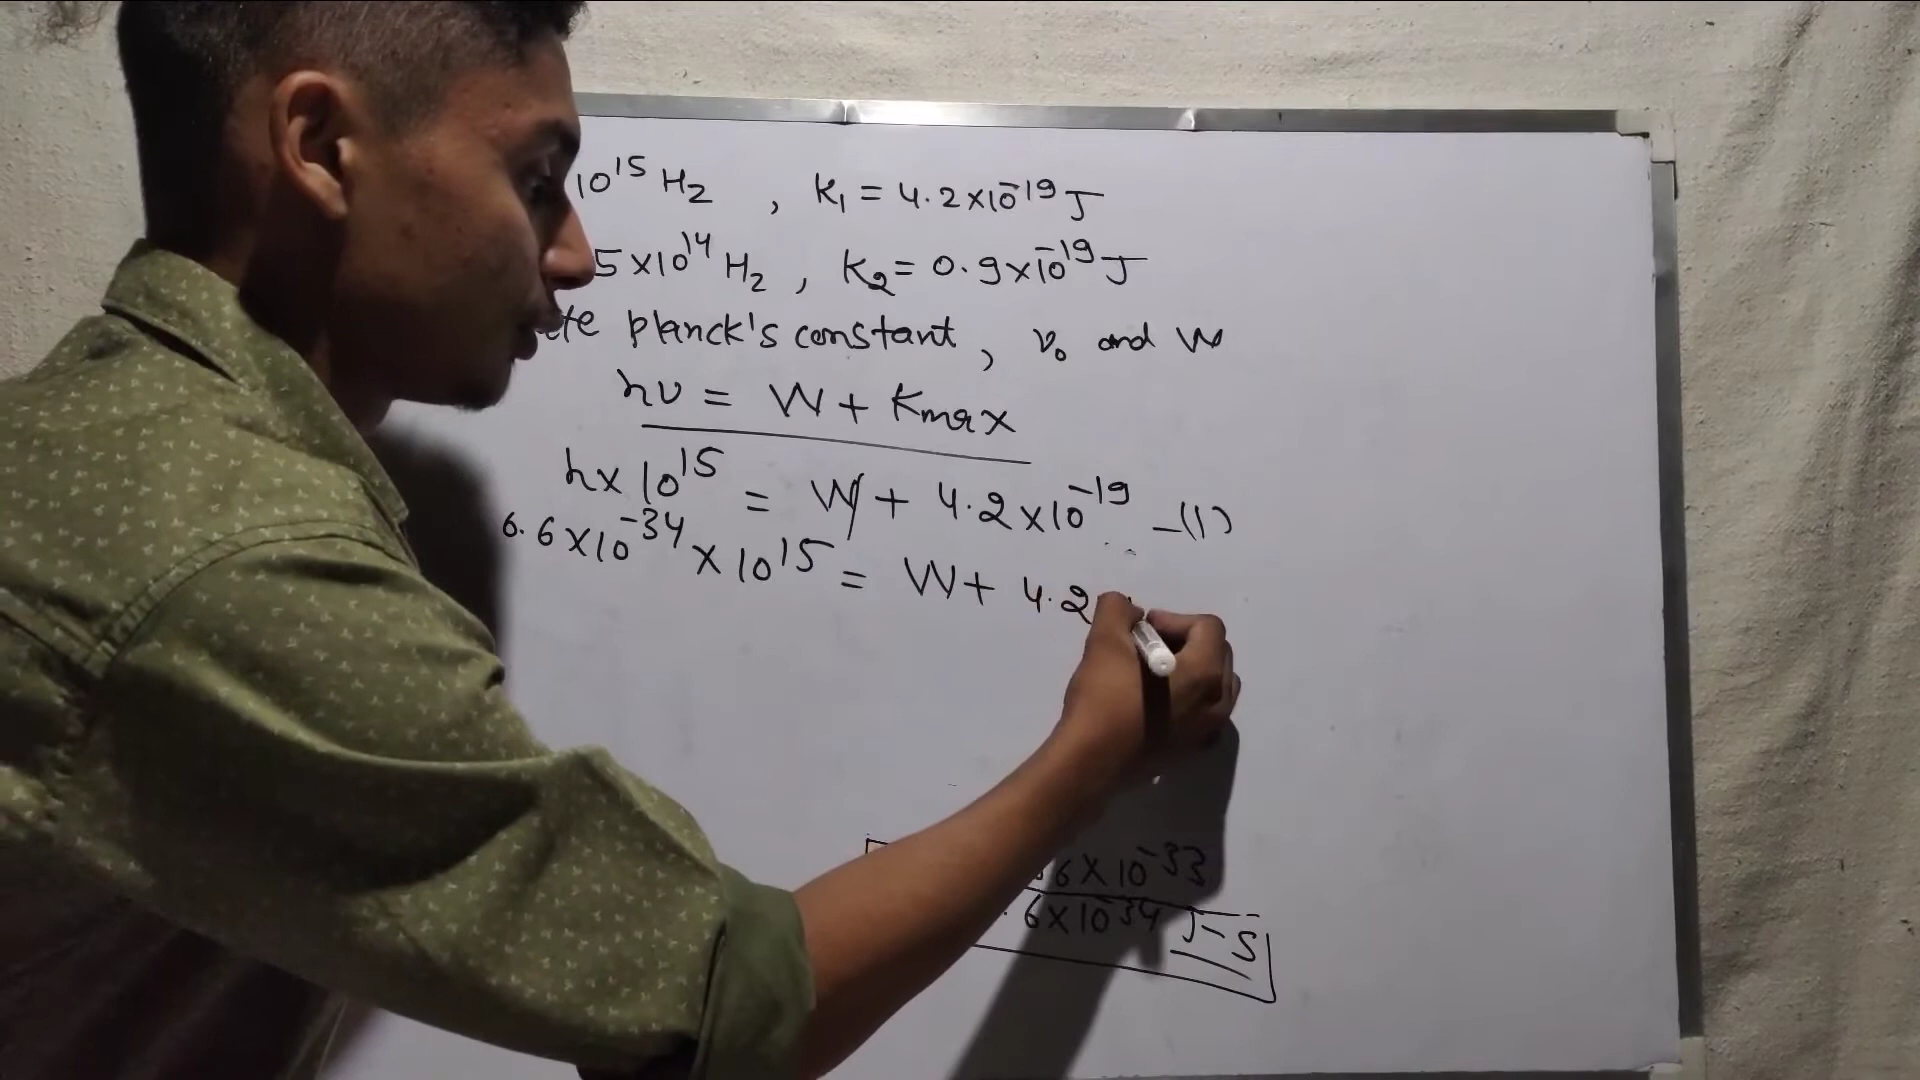 10¹⁵ Hz , K₁ = 4.2×10⁻¹⁹ J
5×10¹⁴ Hz , K₂ = 0.9×10⁻¹⁹ J
planck's constant , ν₀ and W
hν = W + Kmax
h×10¹⁵ = W + 4.2×10⁻¹⁹ –(1)
6.6×10⁻³⁴ × 10¹⁵ = W + 4.2
6×10⁻³³
6×10⁻³⁴ J-S